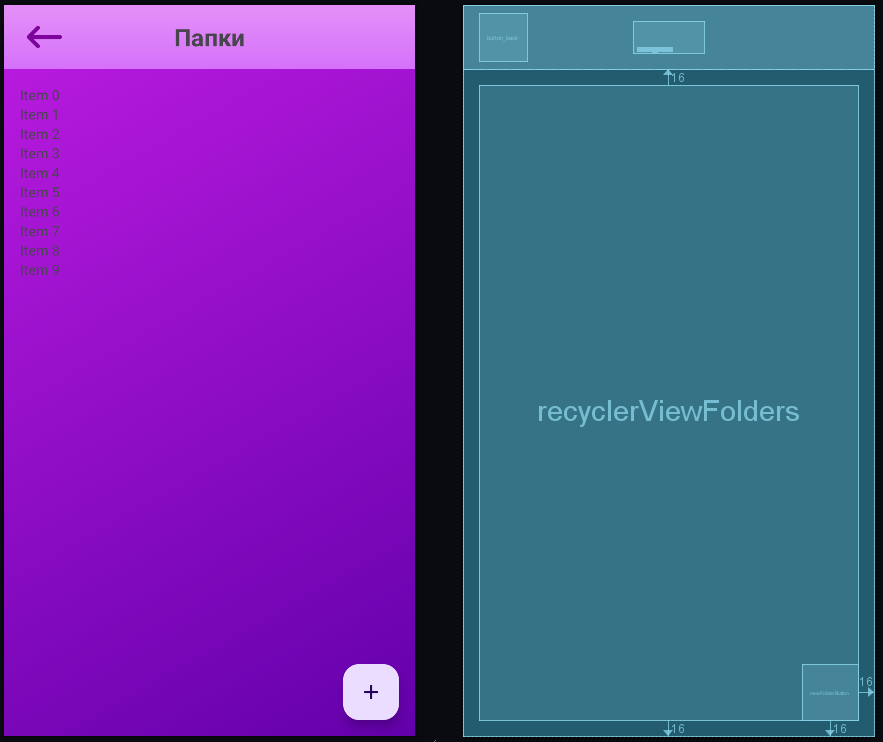 Папки
button_back
16
Item 0
Item 1
Item 2
Item 3
Item 4
Item 5
Item 6
Item 7
Item 8
Item 9
recyclerViewFolders
+
16
16
16